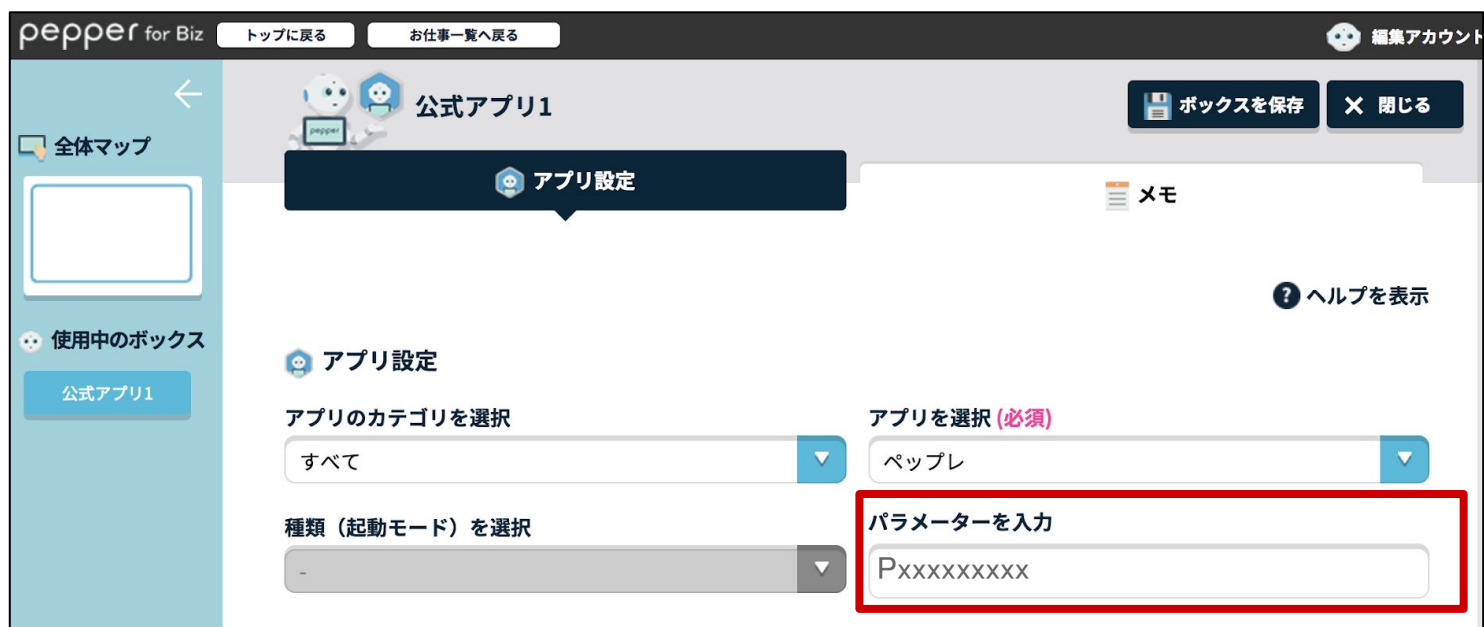 pepper for Biz トップに戻る お仕事一覧へ戻る 編集アカウント
公式アプリ1 ボックスを保存 × 閉じる
pepper
全体マップ
アプリ設定 メモ
? ヘルプを表示
使用中のボックス
公式アプリ1
アプリ設定
アプリのカテゴリを選択 アプリを選択 (必須)
すべて ペップレ
種類（起動モード）を選択 パラメーターを入力
- Pxxxxxxxxx